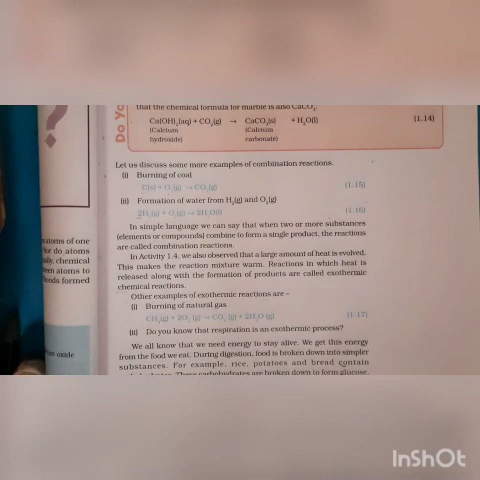 that the chemical formula for marble is also CaCO₃.
Do Yo
Ca(OH)₂(aq) + CO₂(g) → CaCO₃(s) + H₂O(l) (1.14)
(Calcium (Calcium
hydroxide) carbonate)
Let us discuss some more examples of combination reactions.
(i) Burning of coal
C(s) + O₂(g) → CO₂(g) (1.15)
(ii) Formation of water from H₂(g) and O₂(g)
2H₂(g) + O₂(g) → 2H₂O(l) (1.16)
In simple language we can say that when two or more substances
(elements or compounds) combine to form a single product, the reactions
are called combination reactions.
In Activity 1.4, we also observed that a large amount of heat is evolved.
This makes the reaction mixture warm. Reactions in which heat is
released along with the formation of products are called exothermic
chemical reactions.
Other examples of exothermic reactions are –
(i) Burning of natural gas
CH₄(g) + 2O₂ (g) → CO₂ (g) + 2H₂O (g) (1.17)
(ii) Do you know that respiration is an exothermic process?
We all know that we need energy to stay alive. We get this energy
from the food we eat. During digestion, food is broken down into simpler
substances. For example, rice, potatoes and bread contain
These carbohydrates are broken down to form glucose.
?
atoms of one
do atoms
chemical
atoms to
bonds formed
oxide
InShOt